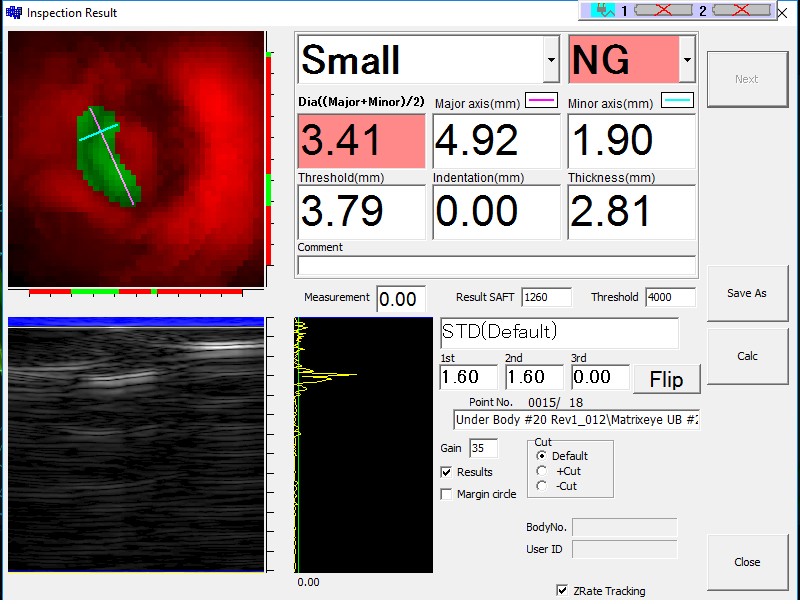 Inspection Result
1 2
Small NG
Next
Dia((Major+Minor)/2) Major axis(mm) Minor axis(mm)
3.41 4.92 1.90
Threshold(mm) Indentation(mm) Thickness(mm)
3.79 0.00 2.81
Comment
Measurement 0.00 Result SAFT 1260 Threshold 4000
Save As
STD(Default)
Calc
1st 2nd 3rd
1.60 1.60 0.00 Flip
Point No. 0015/ 18
Under Body #20 Rev1_012\Matrixeye UB #2
Gain 35
Cut
Default
Results
+Cut
-Cut
Margin circle
BodyNo.
User ID
Close
0.00
ZRate Tracking